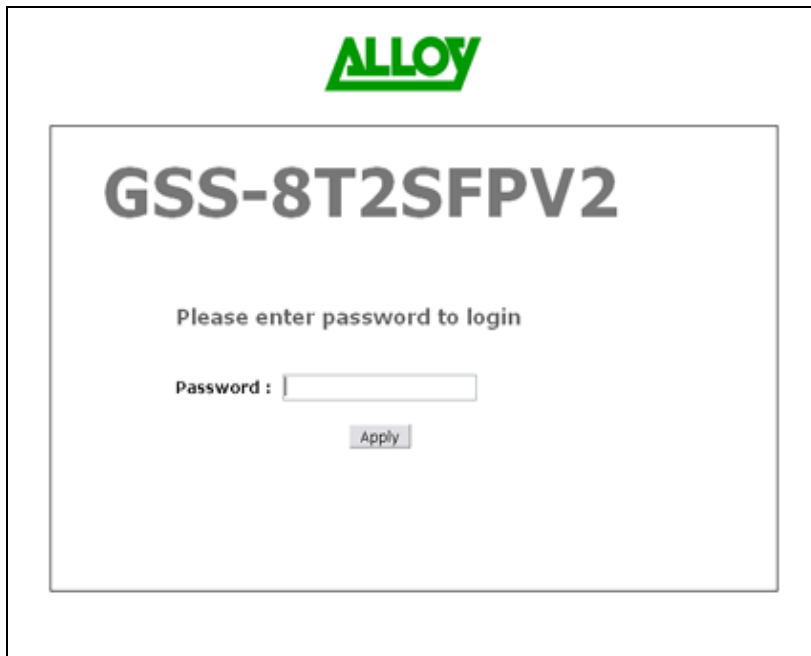 ALLOY
GSS-8T2SFPV2
Please enter password to login
Password :
Apply